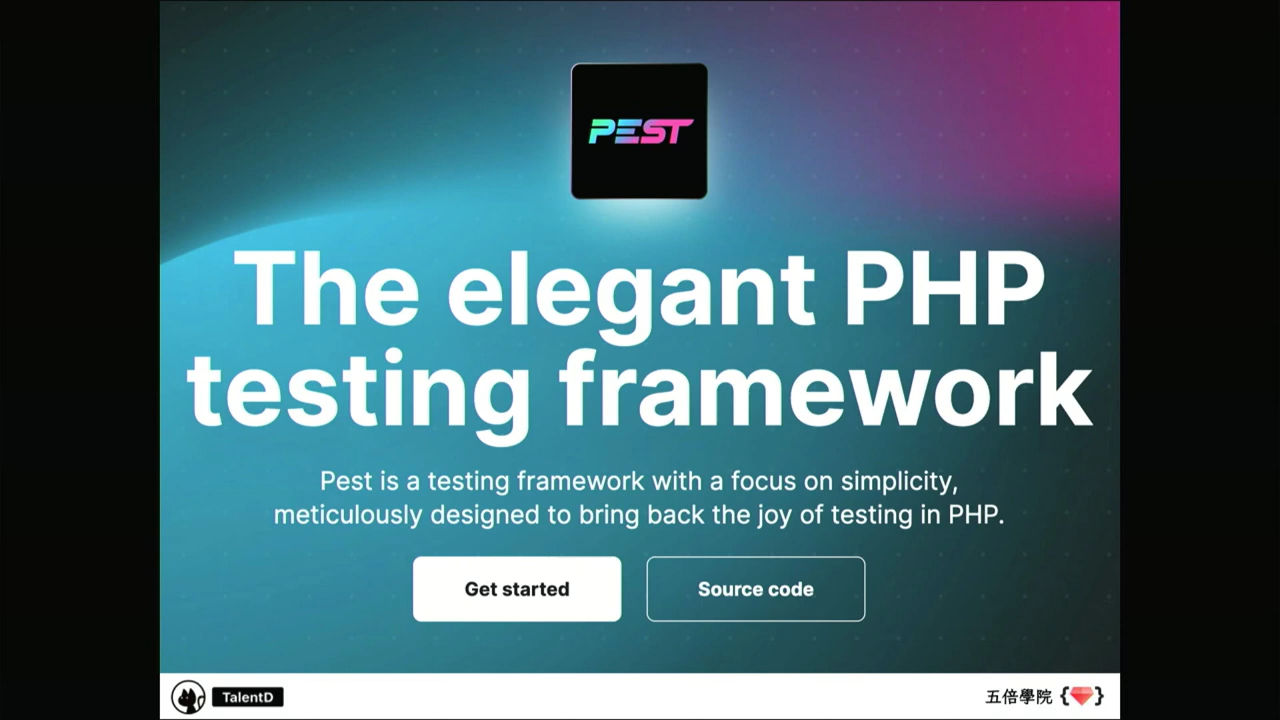 PEST
The elegant PHP
testing framework
Pest is a testing framework with a focus on simplicity,
meticulously designed to bring back the joy of testing in PHP.
Get started
Source code
TalentD
五倍學院